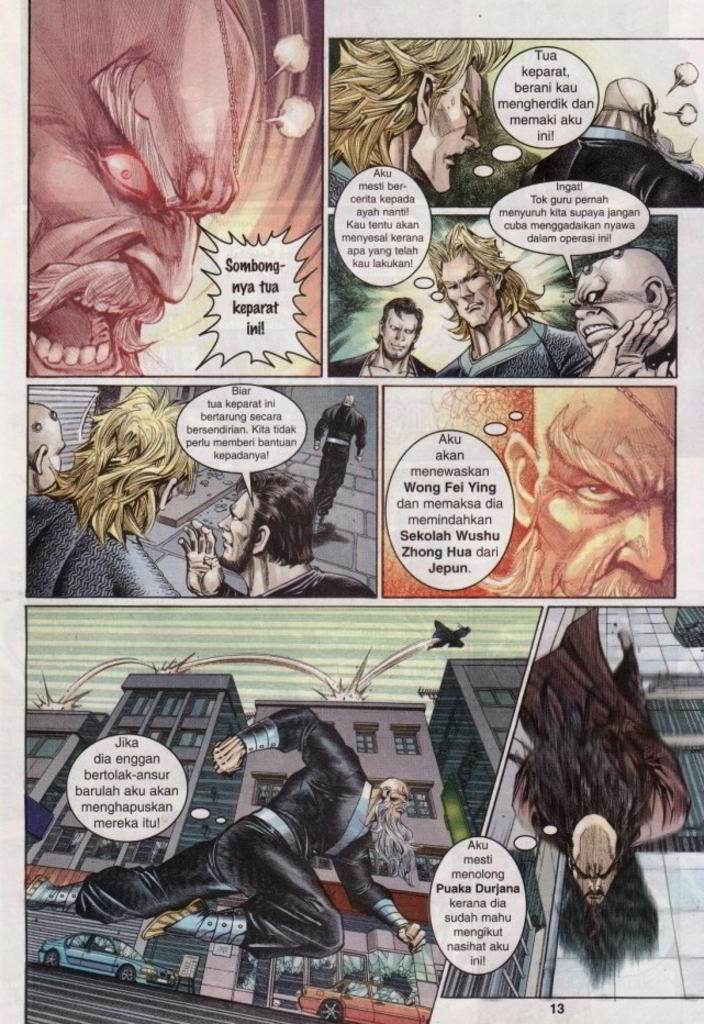 Sombong-
nya tua
keparat
ini!
Tua
keparat,
berani kau
mengherdik dan
memaki aku
ini!
Aku
mesti ber-
cerita kepada
ayah nanti!
Kau tentu akan
menyesal kerana
apa yang telah
kau lakukan!
Ingat!
Tok guru pernah
menyuruh kita supaya jangan
cuba menggadaikan nyawa
dalam operasi ini!
Biar
tua keparat ini
bertarung secara
bersendirian. Kita tidak
perlu memberi bantuan
kepadanya!
Aku
akan
menewaskan
Wong Fei Ying
dan memaksa dia
memindahkan
Sekolah Wushu
Zhong Hua dari
Jepun.
Jika
dia enggan
bertolak-ansur
barulah aku akan
menghapuskan
mereka itu!
Aku
mesti
menolong
Puaka Durjana
kerana dia
sudah mahu
mengikut
nasihat aku
ini!
13